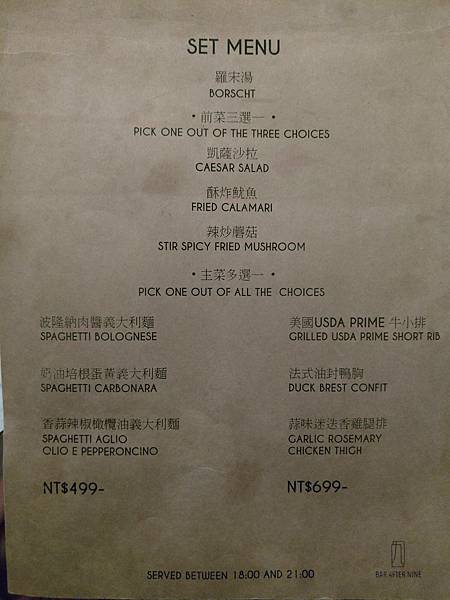 SET MENU
羅宋湯
BORSCHT
・前菜三選一・
PICK ONE OUT OF THE THREE CHOICES
凱薩沙拉
CAESAR SALAD
酥炸魷魚
FRIED CALAMARI
辣炒蘑菇
STIR SPICY FRIED MUSHROOM
・主菜多選一・
PICK ONE OUT OF ALL THE CHOICES
波隆納肉醬義大利麵
SPAGHETTI BOLOGNESE
奶油培根蛋黃義大利麵
SPAGHETTI CARBONARA
香蒜辣椒橄欖油義大利麵
SPAGHETTI AGLIO
OLIO E PEPPERONCINO
NT$499-
美國USDA PRIME 牛小排
GRILLED USDA PRIME SHORT RIB
法式油封鴨胸
DUCK BREST CONFIT
蒜味迷迭香雞腿排
GARLIC ROSEMARY
CHICKEN THIGH
NT$699-
BAR AFTER NINE
SERVED BETWEEN 18:00 AND 21:00